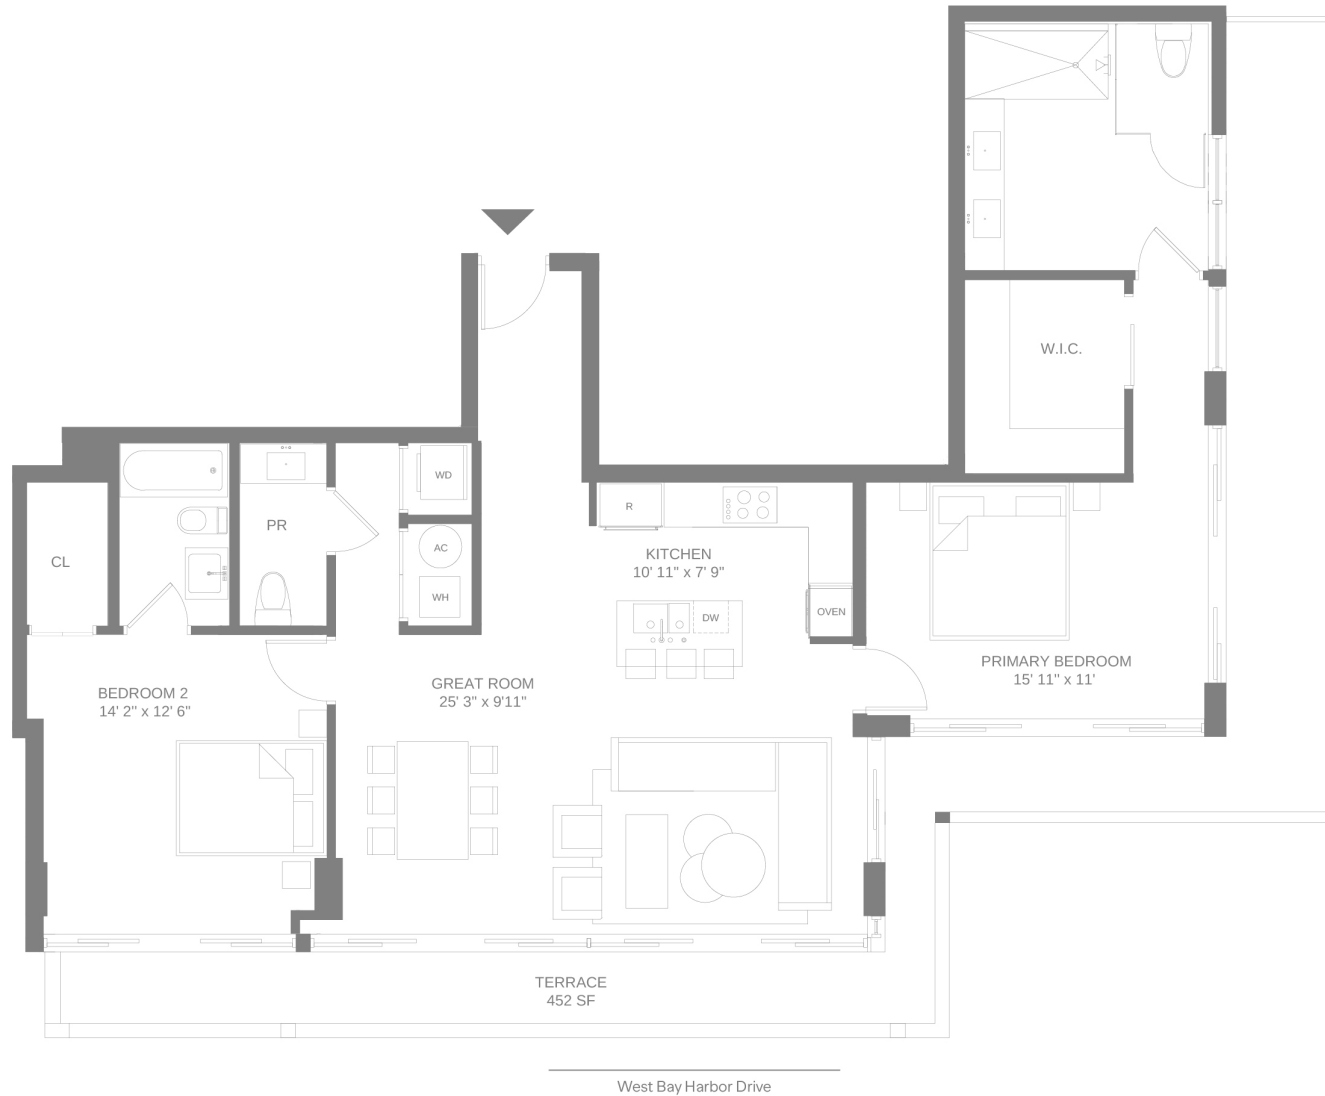 W.I.C.
WD
R
PR
AC
KITCHEN
10' 11" x 7' 9"
CL
WH
OVEN
DW
PRIMARY BEDROOM
15' 11" x 11'
GREAT ROOM
25' 3" x 9'11"
BEDROOM 2
14' 2" x 12' 6"
TERRACE
452 SF
West Bay Harbor Drive